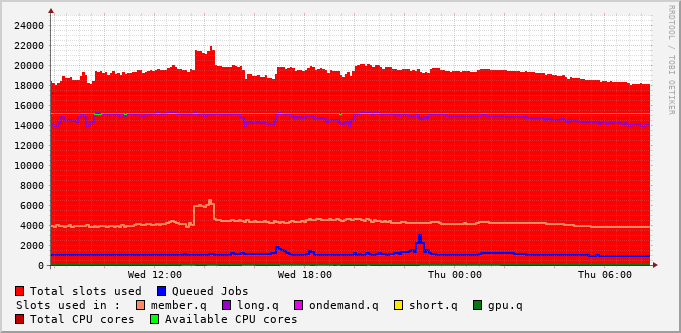 RRDTOOL / TOBI OETIKER
24000
22000
20000
18000
16000
14000
12000
10000
8000
6000
4000
2000
0
Wed 12:00 Wed 18:00 Thu 00:00 Thu 06:00
Total slots used Queued Jobs
Slots used in : member.q long.q ondemand.q short.q gpu.q
Total CPU cores Available CPU cores